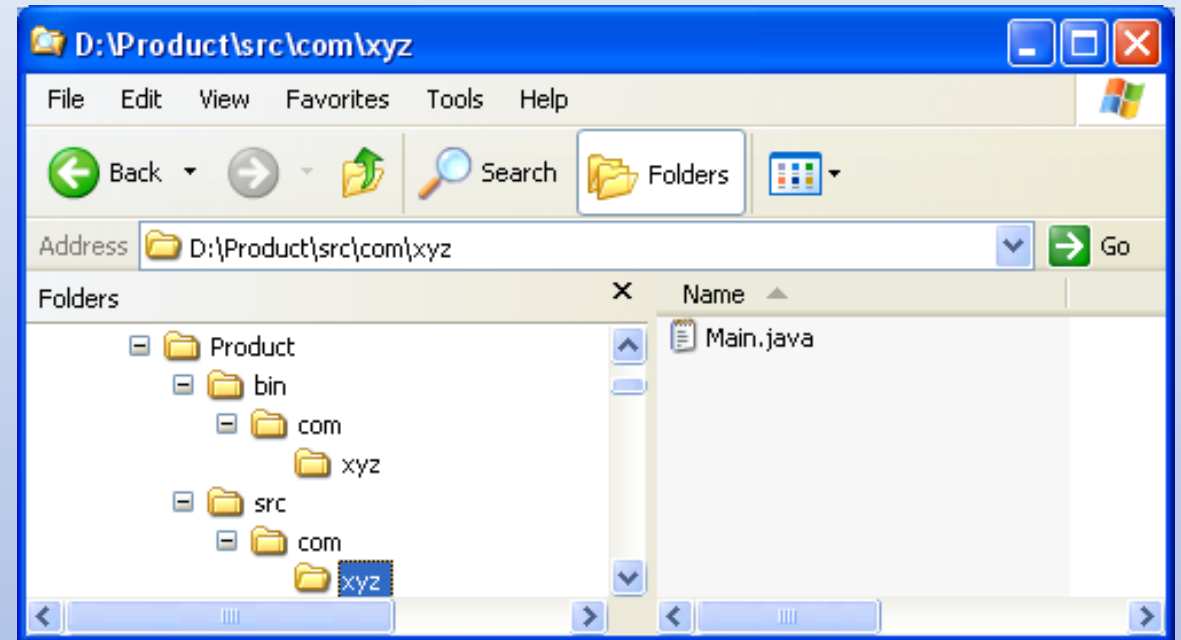 D:\Product\src\com\xyz
File Edit View Favorites Tools Help
Back Search Folders
Address D:\Product\src\com\xyz Go
Folders
Product
bin
com
xyz
src
com
xyz
Name
Main.java